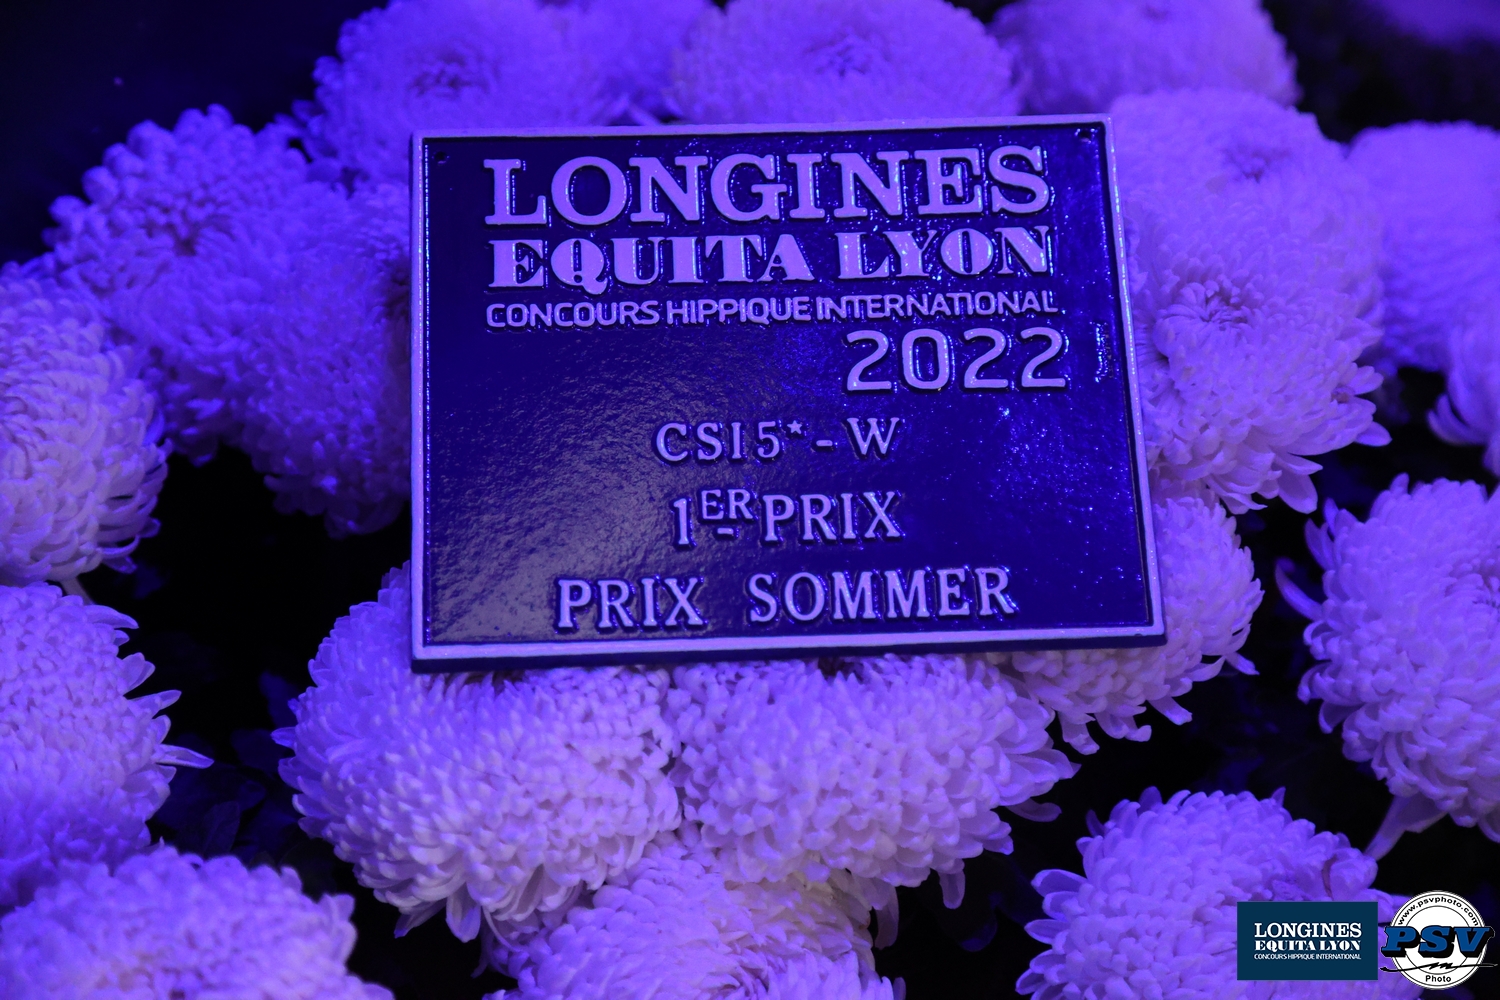 LONGINES
EQUITA LYON
CONCOURS HIPPIQUE INTERNATIONAL
2022
CSI5*-W
1ER PRIX
PRIX SOMMER
LONGINES
EQUITA LYON
CONCOURS HIPPIQUE INTERNATIONAL
www.psvphoto.com
PSV
Photo